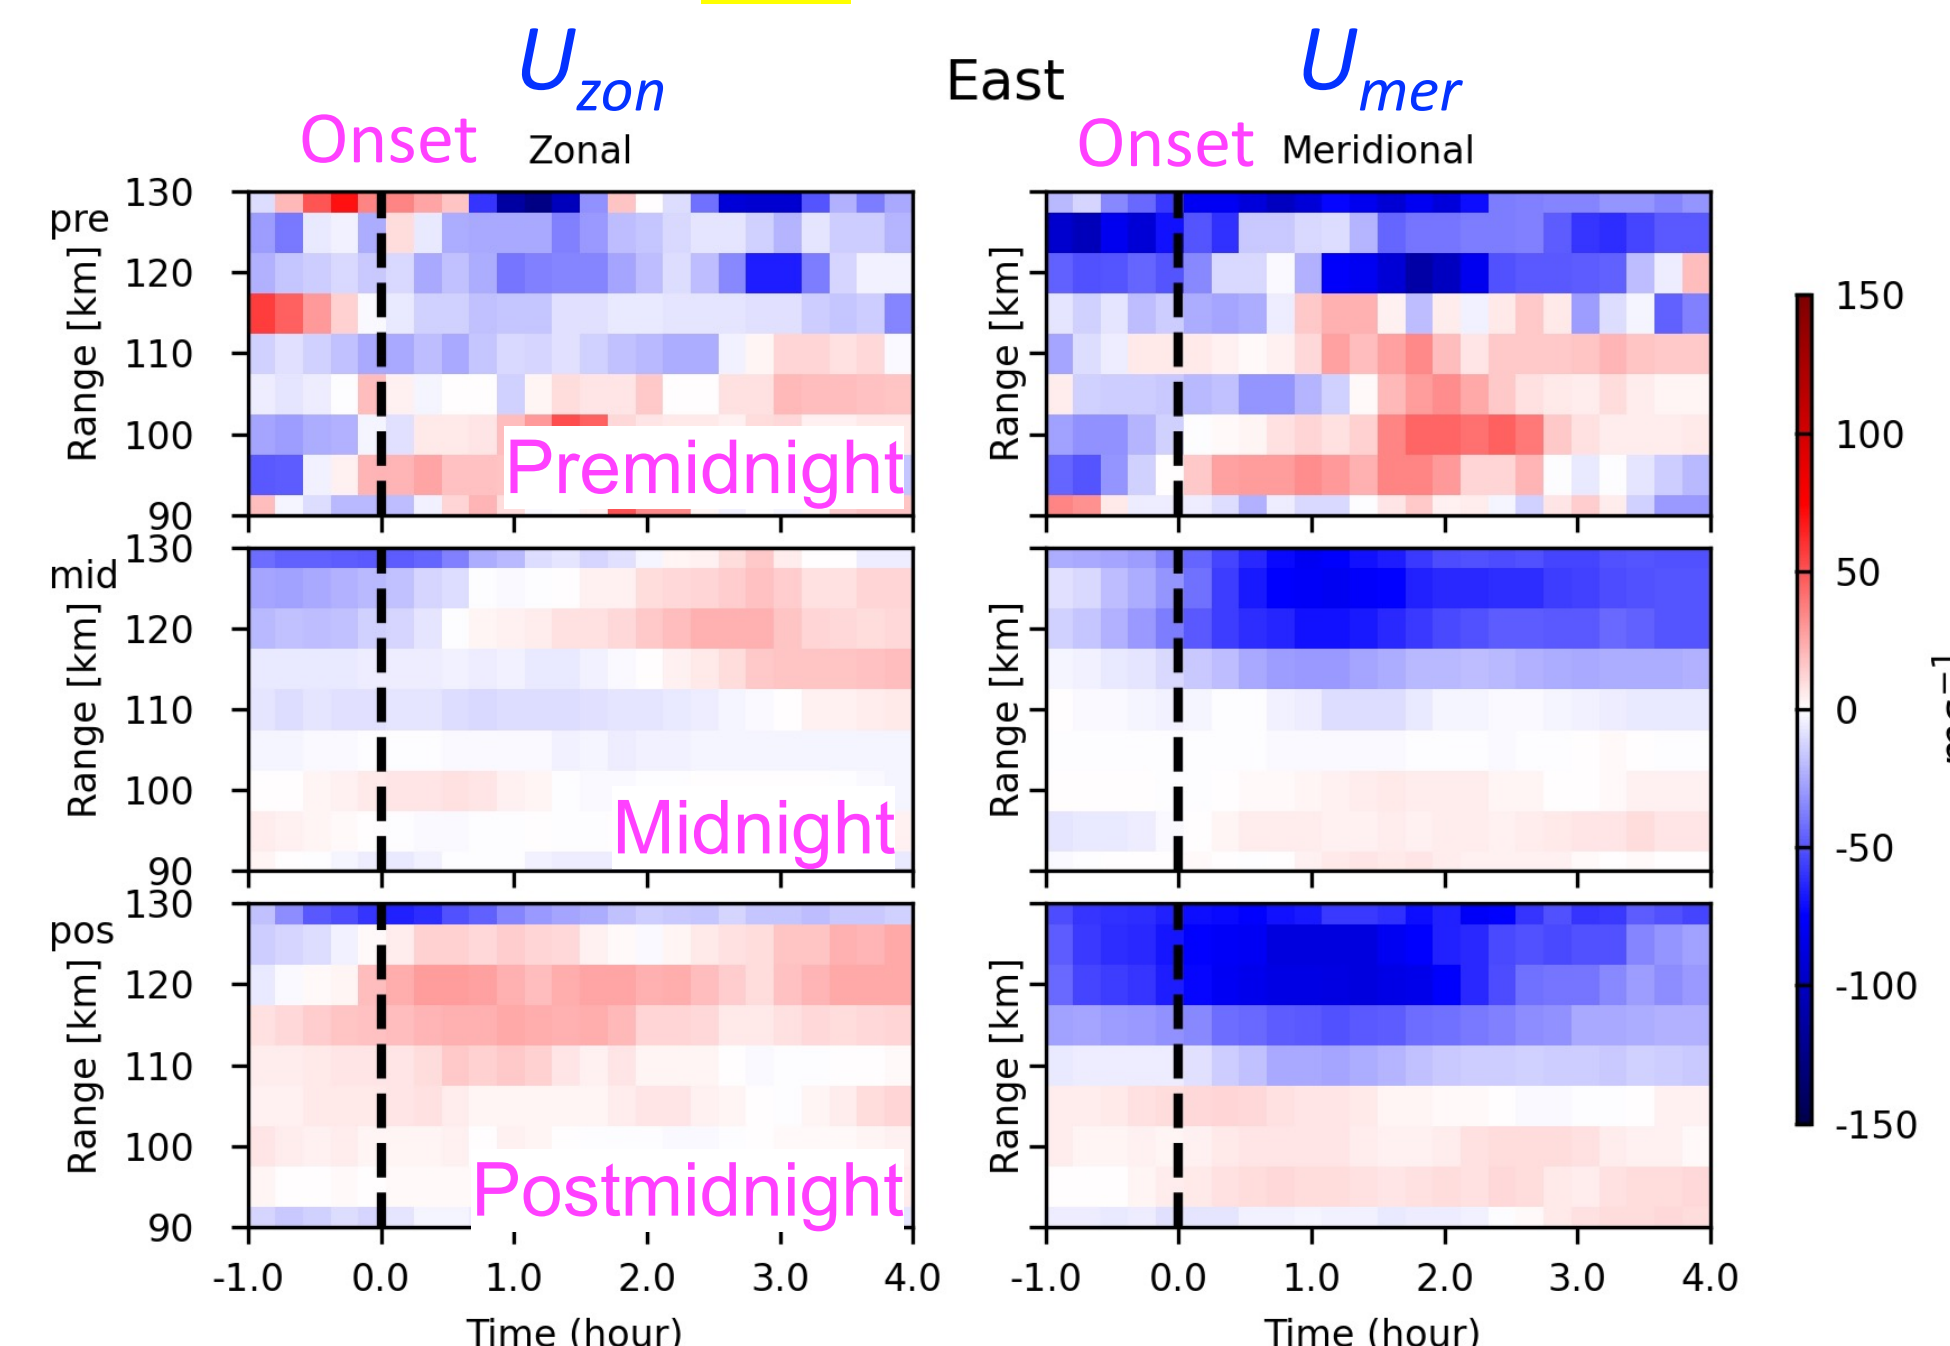 U zon
East
U mer
Onset
Zonal
Onset
Meridional
pre
Range [km]
130
120
110
100
90
Premidnight
Range [km]
mid
Range [km]
130
120
110
100
90
Midnight
Range [km]
pos
Range [km]
130
120
110
100
90
Postmidnight
Range [km]
-1.0 0.0 1.0 2.0 3.0 4.0
Time (hour)
-1.0 0.0 1.0 2.0 3.0 4.0
Time (hour)
150
100
50
0
-50
-100
-150